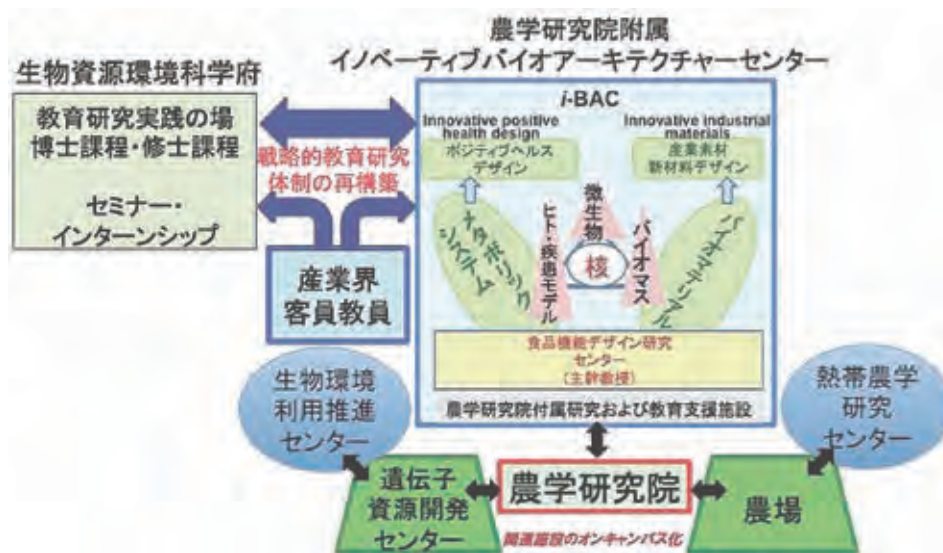 農学研究院附属
イノベーティブバイオアーキテクチャーセンター
生物資源環境科学府
教育研究実践の場
博士課程・修士課程
セミナー・
インターンシップ
戦略的教育研究
体制の再構築
産業界
客員教員
i-BAC
Innovative positive
health design
ポジティブヘルス
デザイン
Innovative industrial
materials
産業素材
新材料デザイン
メタボリック
システム
ヒト・疾患モデル
微生物
核
バイオマス
バイオマテリアル
食品機能デザイン研究
センター
(主幹教授)
農学研究院付属研究および教育支援施設
生物環境
利用推進
センター
熱帯農学
研究
センター
遺伝子
資源開発
センター
農学研究院
農場
関連施設のオンキャンパス化